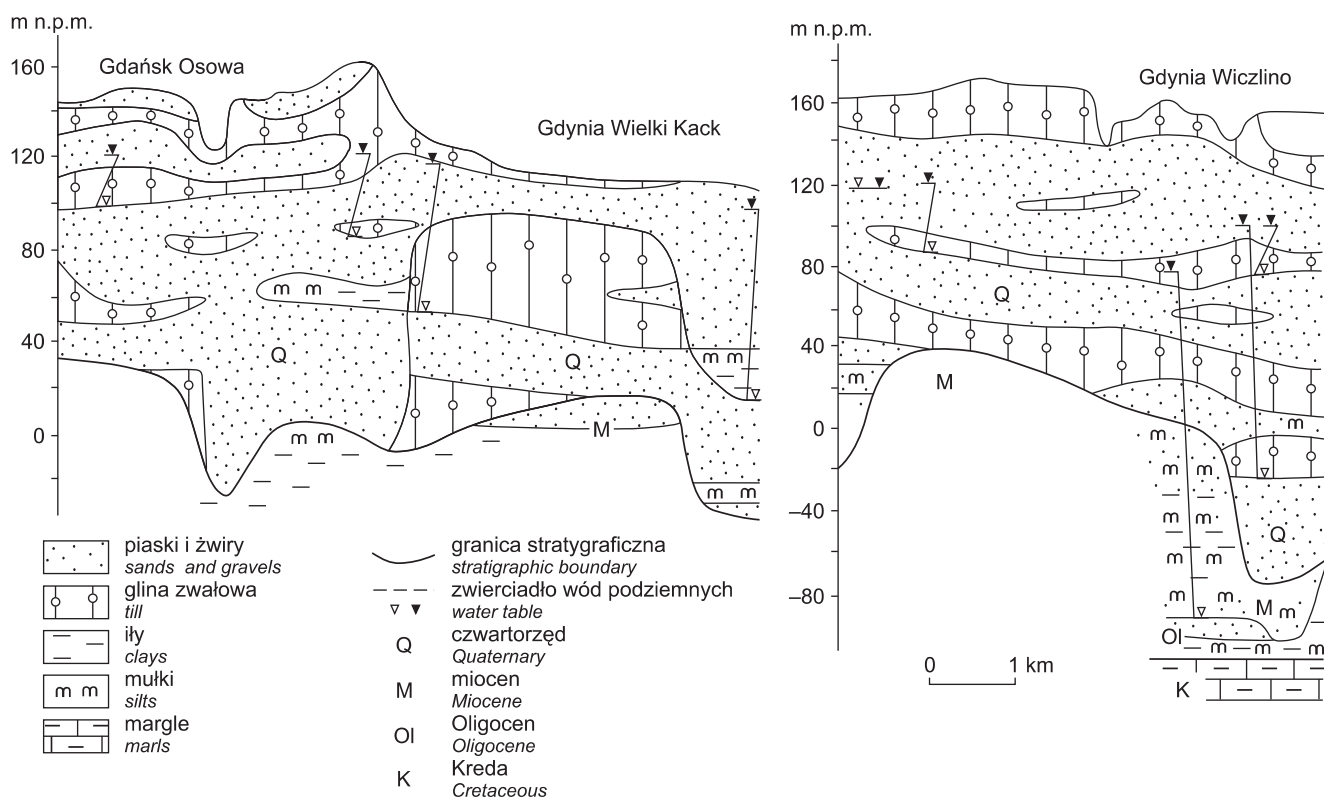 m n.p.m.
160
120
80
40
0
Gdańsk Osowa
Gdynia Wielki Kack
m m
Q
Q
m m
m m
M
m m
m n.p.m.
160
120
80
40
0
–40
–80
Gdynia Wiczlino
Q
m
M
m
m
m
m
m m
m
m
m
Q
m
M
m
Ol
m m m m
K
0 1 km
piaski i żwiry
sands and gravels
glina zwałowa
till
iły
clays
m m
mułki
silts
margle
marls
granica stratygraficzna
stratigraphic boundary
zwierciadło wód podziemnych
water table
Q
czwartorzęd
Quaternary
M
miocen
Miocene
Ol
Oligocen
Oligocene
K
Kreda
Cretaceous